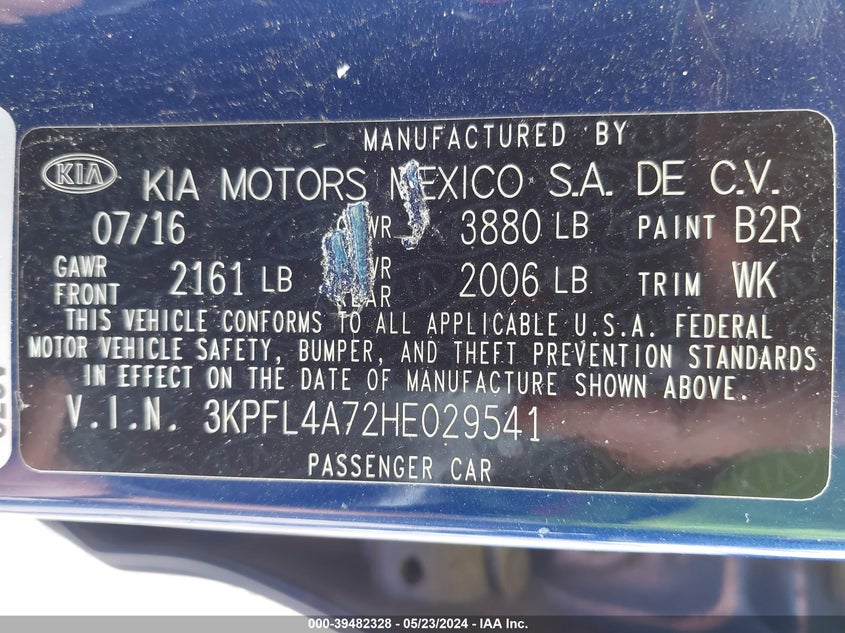 MANUFACTURED BY
KIA KIA MOTORS MEXICO S.A. DE C.V.
07/16 3880 LB PAINT B2R
GAWR FRONT 2161 LB 2006 LB TRIM WK
THIS VEHICLE CONFORMS TO ALL APPLICABLE U.S.A. FEDERAL
MOTOR VEHICLE SAFETY, BUMPER, AND THEFT PREVENTION STANDARDS
IN EFFECT ON THE DATE OF MANUFACTURE SHOWN ABOVE.
V.I.N. 3KPFL4A72HE029541
PASSENGER CAR
000-39482328 - 05/23/2024 - IAA Inc.